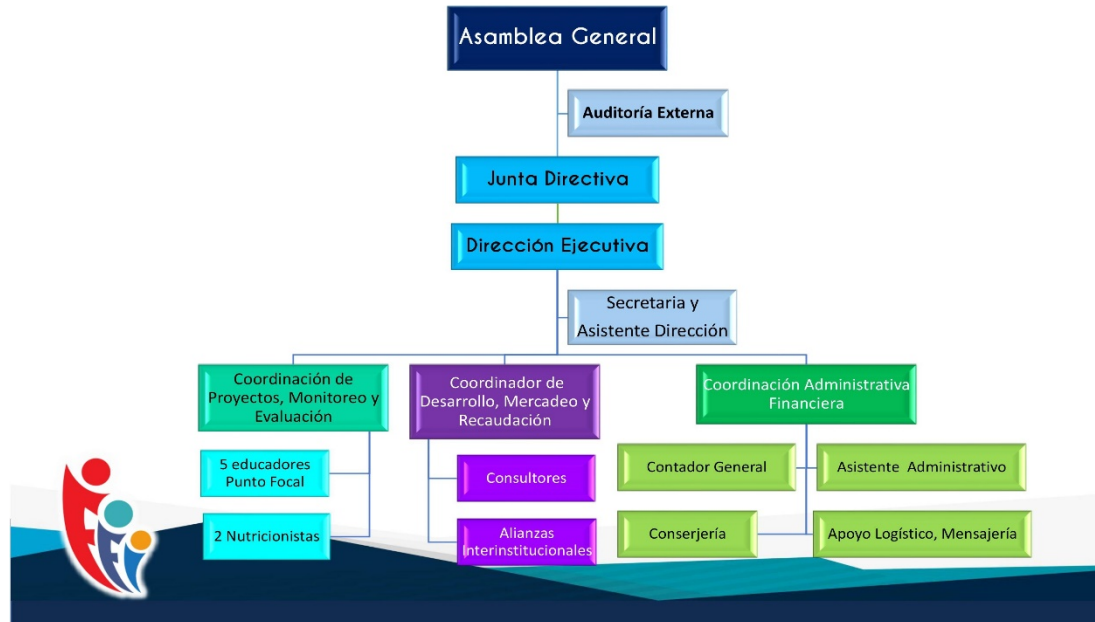 Asamblea General
Auditoría Externa
Junta Directiva
Dirección Ejecutiva
Secretaria y
Asistente Dirección
Coordinación de
Proyectos, Monitoreo y
Evaluación
Coordinador de
Desarrollo, Mercadeo y
Recaudación
Coordinación Administrativa
Financiera
5 educadores
Punto Focal
2 Nutricionistas
Consultores
Alianzas
Interinstitucionales
Contador General
Asistente Administrativo
Conserjería
Apoyo Logístico, Mensajería